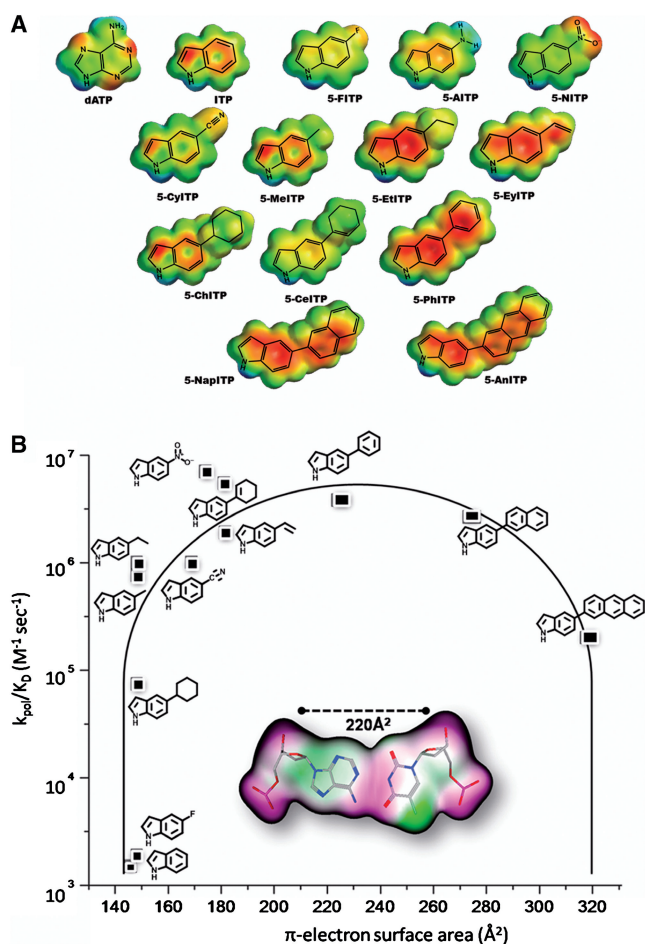 A
NH₂
N
N
N
N
H
dATP
N
H
ITP
F
N
H
5-FITP
H
N
H
N
H
5-AITP
O
N
O
N
H
5-NITP
C
N
N
H
5-CyITP
N
H
5-MeITP
N
H
5-EtITP
N
H
5-EyITP
N
H
5-ChITP
N
H
5-CeITP
N
H
5-PhITP
N
H
5-NapITP
N
H
5-AnITP
B
kpol/KD (M⁻¹ sec⁻¹)
10⁷
10⁶
10⁵
10⁴
10³
O
N⁺
O⁻
N
H
N
H
N
H
N
H
N
H
N
H
C
N
N
H
N
H
N
H
N
H
F
N
H
N
H
220Å²
140 160 180 200 220 240 260 280 300 320
π-electron surface area (Å²)